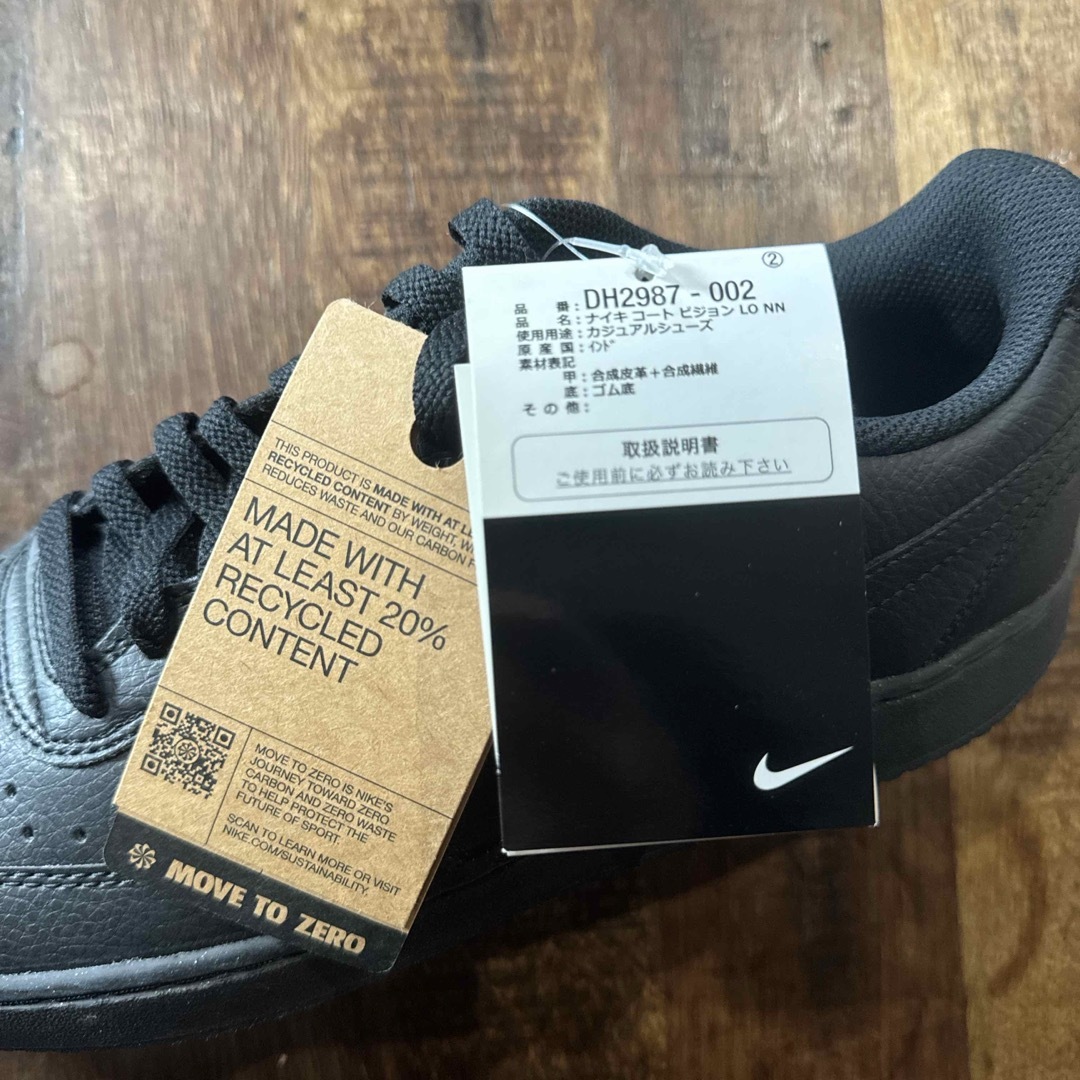 ②
品 番：DH2987 - 002
品 名：ナイキ コート ビジョン LO NN
使用用途：カジュアルシューズ
原 産 国：ｲﾝﾄﾞ
素材表記
甲：合成皮革＋合成繊維
底：ゴム底
そ の 他：
取扱説明書
ご使用前に必ずお読み下さい
THIS PRODUCT IS MADE WITH AT
RECYCLED CONTENT BY WEIGHT.
REDUCES WASTE AND OUR CARBON
MADE WITH
AT LEAST 20%
RECYCLED
CONTENT
MOVE TO ZERO IS NIKE'S
JOURNEY TOWARD ZERO
CARBON AND ZERO WASTE
TO HELP PROTECT THE
FUTURE OF SPORT.
SCAN TO LEARN MORE OR VISIT
NIKE.COM/SUSTAINABILITY.
MOVE TO ZERO